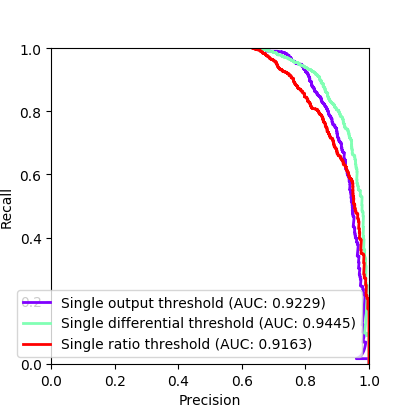 1.0
0.8
0.6
0.4
0.2
0.0
Recall
Single output threshold (AUC: 0.9229)
Single differential threshold (AUC: 0.9445)
Single ratio threshold (AUC: 0.9163)
0.0 0.2 0.4 0.6 0.8 1.0
Precision